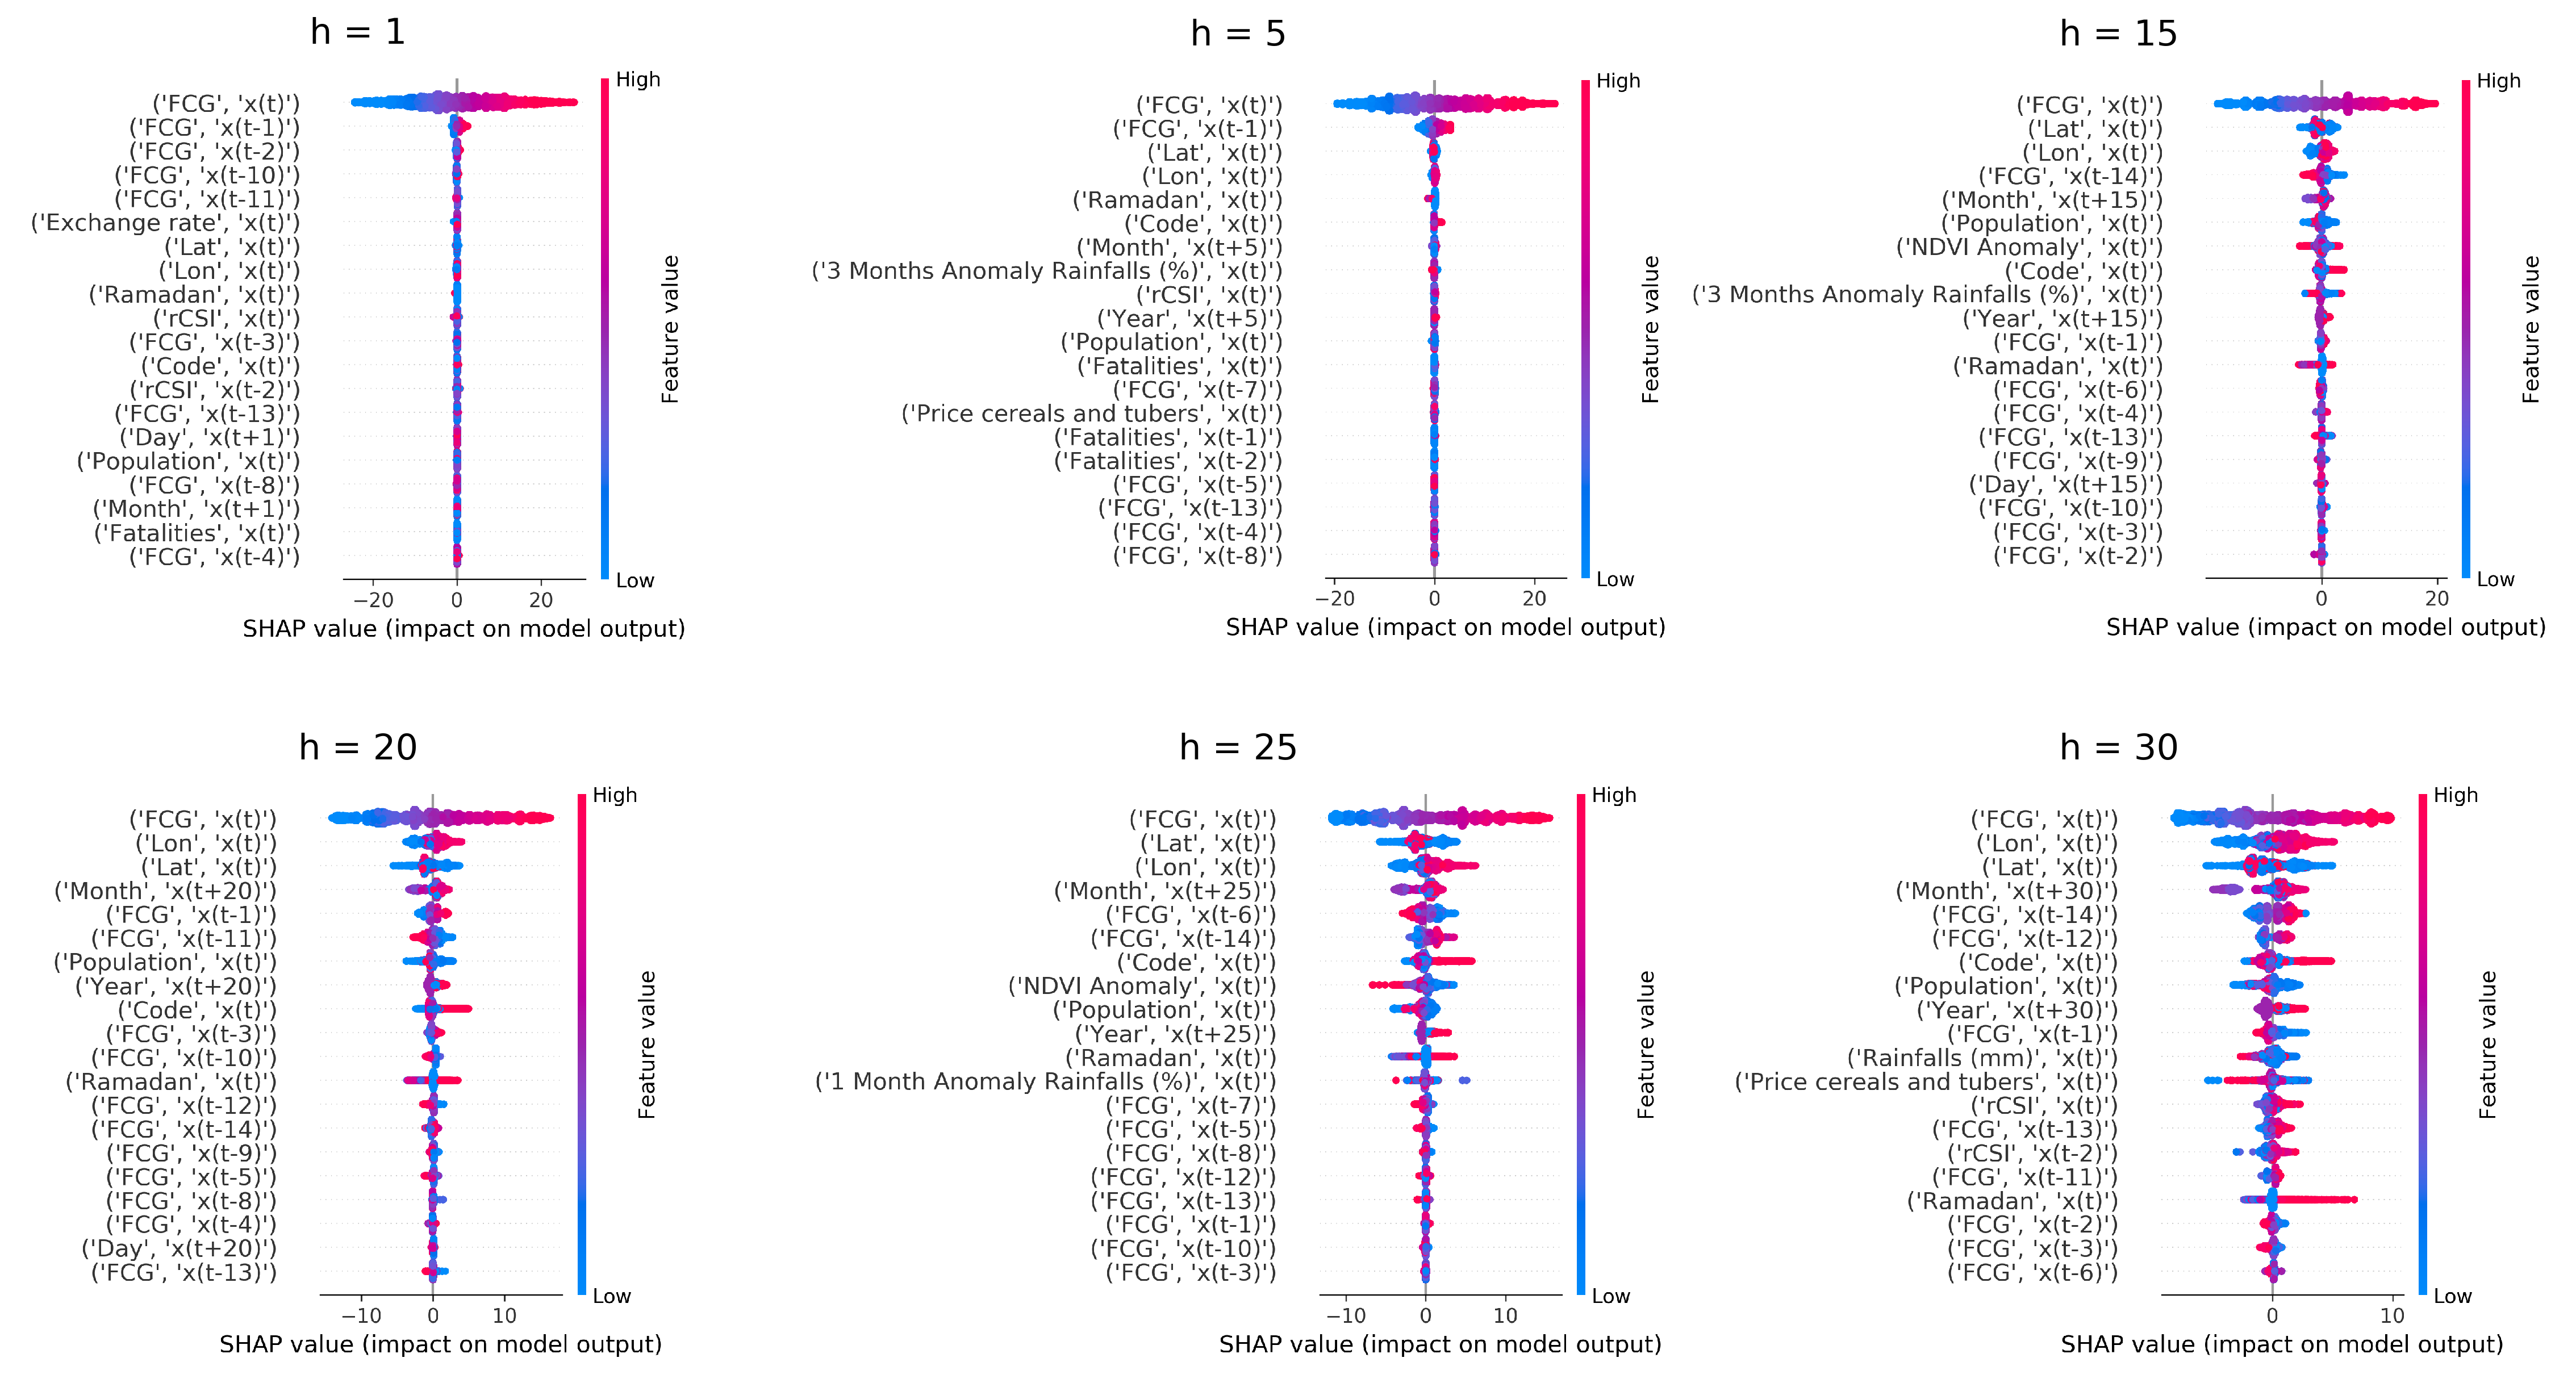 h = 1
High
('FCG', 'x(t)')
('FCG', 'x(t-1)')
('FCG', 'x(t-2)')
('FCG', 'x(t-10)')
('FCG', 'x(t-11)')
('Exchange rate', 'x(t)')
('Lat', 'x(t)')
('Lon', 'x(t)')
('Ramadan', 'x(t)')
('rCSI', 'x(t)')
('FCG', 'x(t-3)')
('Code', 'x(t)')
('rCSI', 'x(t-2)')
('FCG', 'x(t-13)')
('Day', 'x(t+1)')
('Population', 'x(t)')
('FCG', 'x(t-8)')
('Month', 'x(t+1)')
('Fatalities', 'x(t)')
('FCG', 'x(t-4)')
Feature value
Low
−20 0 20
SHAP value (impact on model output)
h = 5
High
('FCG', 'x(t)')
('FCG', 'x(t-1)')
('Lat', 'x(t)')
('Lon', 'x(t)')
('Ramadan', 'x(t)')
('Code', 'x(t)')
('Month', 'x(t+5)')
('3 Months Anomaly Rainfalls (%)', 'x(t)')
('rCSI', 'x(t)')
('Year', 'x(t+5)')
('Population', 'x(t)')
('Fatalities', 'x(t)')
('FCG', 'x(t-7)')
('Price cereals and tubers', 'x(t)')
('Fatalities', 'x(t-1)')
('Fatalities', 'x(t-2)')
('FCG', 'x(t-5)')
('FCG', 'x(t-13)')
('FCG', 'x(t-4)')
('FCG', 'x(t-8)')
Feature value
Low
−20 0 20
SHAP value (impact on model output)
h = 15
High
('FCG', 'x(t)')
('Lat', 'x(t)')
('Lon', 'x(t)')
('FCG', 'x(t-14)')
('Month', 'x(t+15)')
('Population', 'x(t)')
('NDVI Anomaly', 'x(t)')
('Code', 'x(t)')
('3 Months Anomaly Rainfalls (%)', 'x(t)')
('Year', 'x(t+15)')
('FCG', 'x(t-1)')
('Ramadan', 'x(t)')
('FCG', 'x(t-6)')
('FCG', 'x(t-4)')
('FCG', 'x(t-13)')
('FCG', 'x(t-9)')
('Day', 'x(t+15)')
('FCG', 'x(t-10)')
('FCG', 'x(t-3)')
('FCG', 'x(t-2)')
Feature value
Low
0 20
SHAP value (impact on model output)
h = 20
High
('FCG', 'x(t)')
('Lon', 'x(t)')
('Lat', 'x(t)')
('Month', 'x(t+20)')
('FCG', 'x(t-1)')
('FCG', 'x(t-11)')
('Population', 'x(t)')
('Year', 'x(t+20)')
('Code', 'x(t)')
('FCG', 'x(t-3)')
('FCG', 'x(t-10)')
('Ramadan', 'x(t)')
('FCG', 'x(t-12)')
('FCG', 'x(t-14)')
('FCG', 'x(t-9)')
('FCG', 'x(t-5)')
('FCG', 'x(t-8)')
('FCG', 'x(t-4)')
('Day', 'x(t+20)')
('FCG', 'x(t-13)')
Feature value
Low
−10 0 10
SHAP value (impact on model output)
h = 25
High
('FCG', 'x(t)')
('Lat', 'x(t)')
('Lon', 'x(t)')
('Month', 'x(t+25)')
('FCG', 'x(t-6)')
('FCG', 'x(t-14)')
('Code', 'x(t)')
('NDVI Anomaly', 'x(t)')
('Population', 'x(t)')
('Year', 'x(t+25)')
('Ramadan', 'x(t)')
('1 Month Anomaly Rainfalls (%)', 'x(t)')
('FCG', 'x(t-7)')
('FCG', 'x(t-5)')
('FCG', 'x(t-8)')
('FCG', 'x(t-12)')
('FCG', 'x(t-13)')
('FCG', 'x(t-1)')
('FCG', 'x(t-10)')
('FCG', 'x(t-3)')
Feature value
Low
−10 0 10
SHAP value (impact on model output)
h = 30
High
('FCG', 'x(t)')
('Lon', 'x(t)')
('Lat', 'x(t)')
('Month', 'x(t+30)')
('FCG', 'x(t-14)')
('FCG', 'x(t-12)')
('Code', 'x(t)')
('Population', 'x(t)')
('Year', 'x(t+30)')
('FCG', 'x(t-1)')
('Rainfalls (mm)', 'x(t)')
('Price cereals and tubers', 'x(t)')
('rCSI', 'x(t)')
('FCG', 'x(t-13)')
('rCSI', 'x(t-2)')
('FCG', 'x(t-11)')
('Ramadan', 'x(t)')
('FCG', 'x(t-2)')
('FCG', 'x(t-3)')
('FCG', 'x(t-6)')
Feature value
Low
0 10
SHAP value (impact on model output)